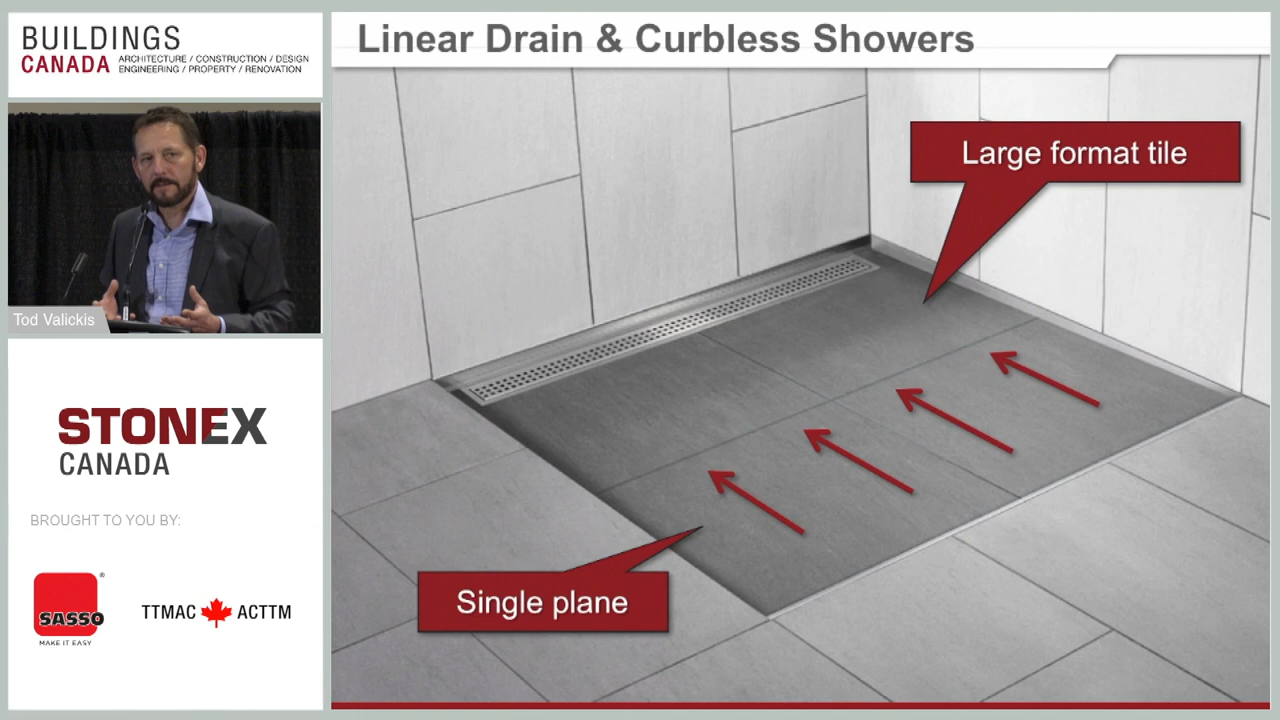 BUILDINGS
CANADA
ARCHITECTURE / CONSTRUCTION / DESIGN
ENGINEERING / PROPERTY / RENOVATION
Tod Valickis
STONEX
CANADA
BROUGHT TO YOU BY:
SASSO®
MAKE IT EASY
TTMAC ACTTM
Linear Drain & Curbless Showers
Large format tile
Single plane